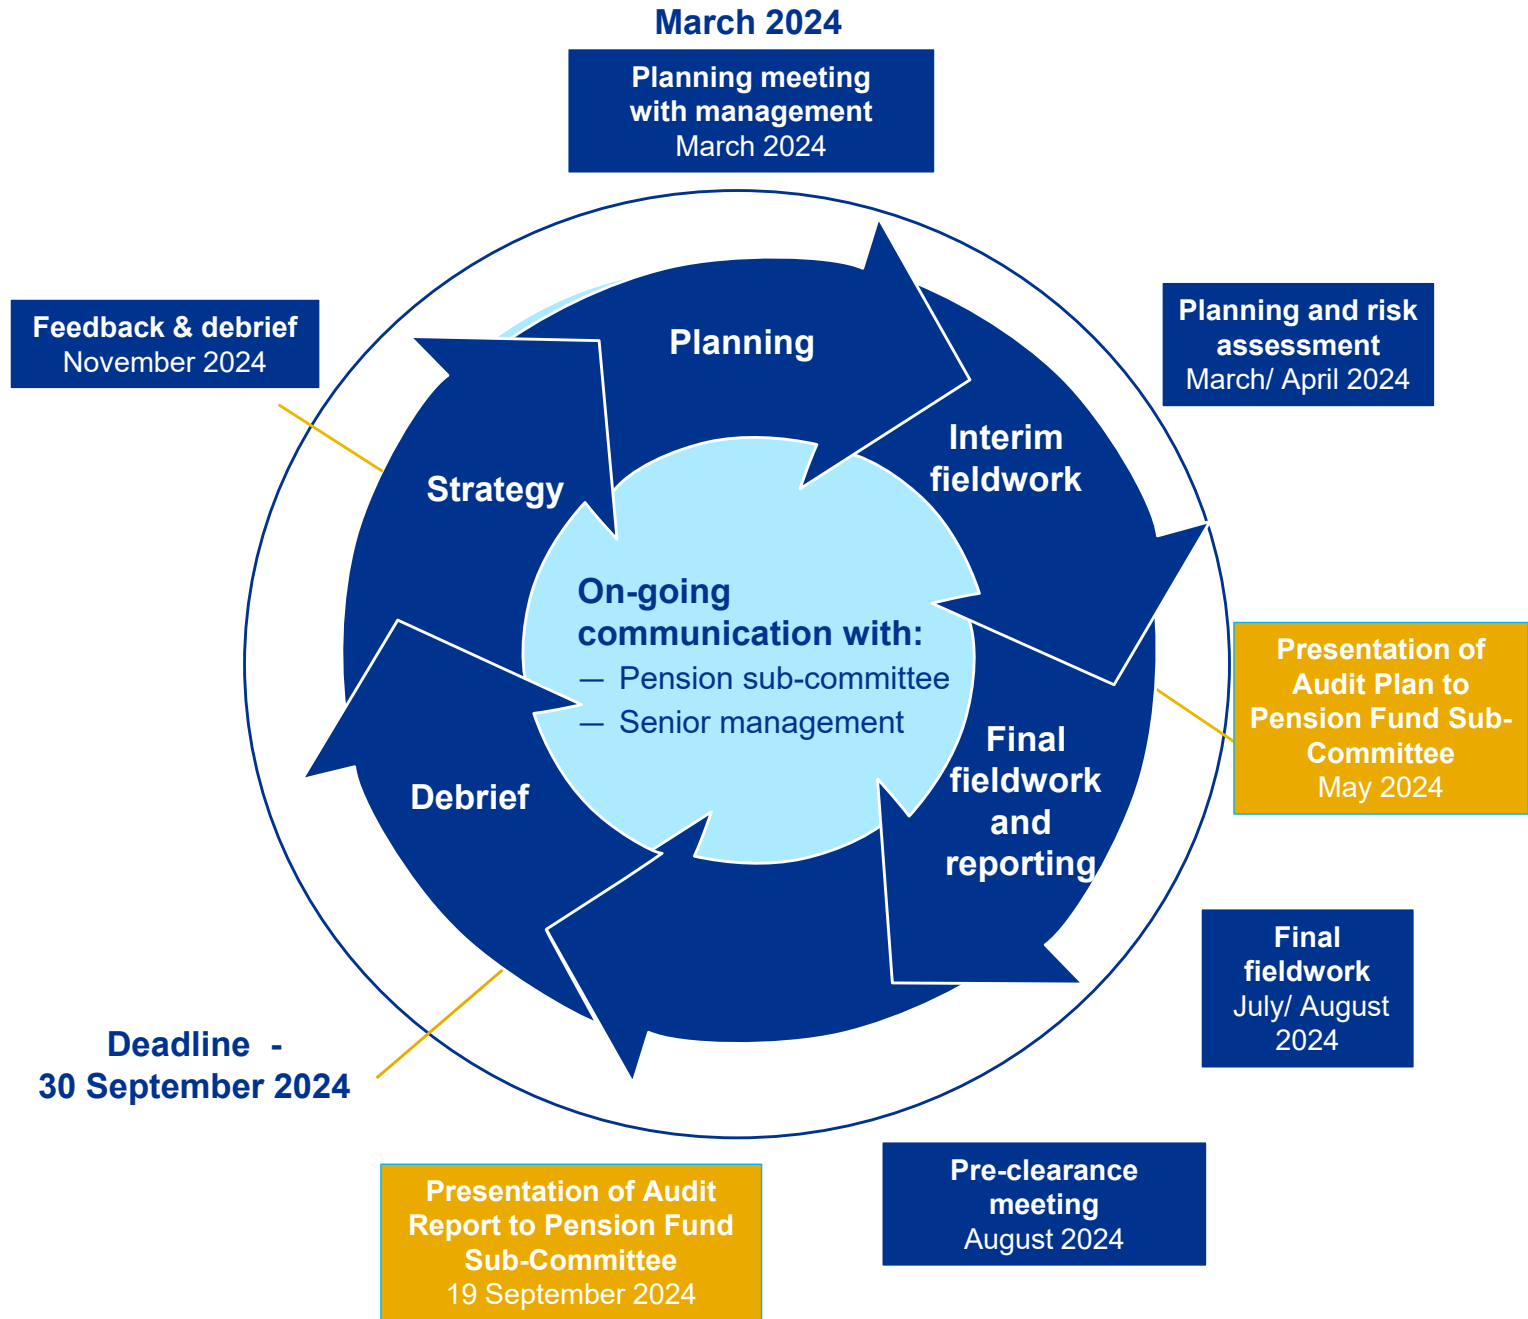 March 2024
Planning meeting
with management
March 2024
Planning and risk
assessment
March/ April 2024
Presentation of
Audit Plan to
Pension Fund Sub-
Committee
May 2024
Final
fieldwork
July/ August
2024
Pre-clearance
meeting
August 2024
Presentation of Audit
Report to Pension Fund
Sub-Committee
19 September 2024
Deadline -
30 September 2024
Feedback & debrief
November 2024
Planning
Interim
fieldwork
Final
fieldwork
and
reporting
Debrief
Strategy
On-going
communication with:
— Pension sub-committee
— Senior management